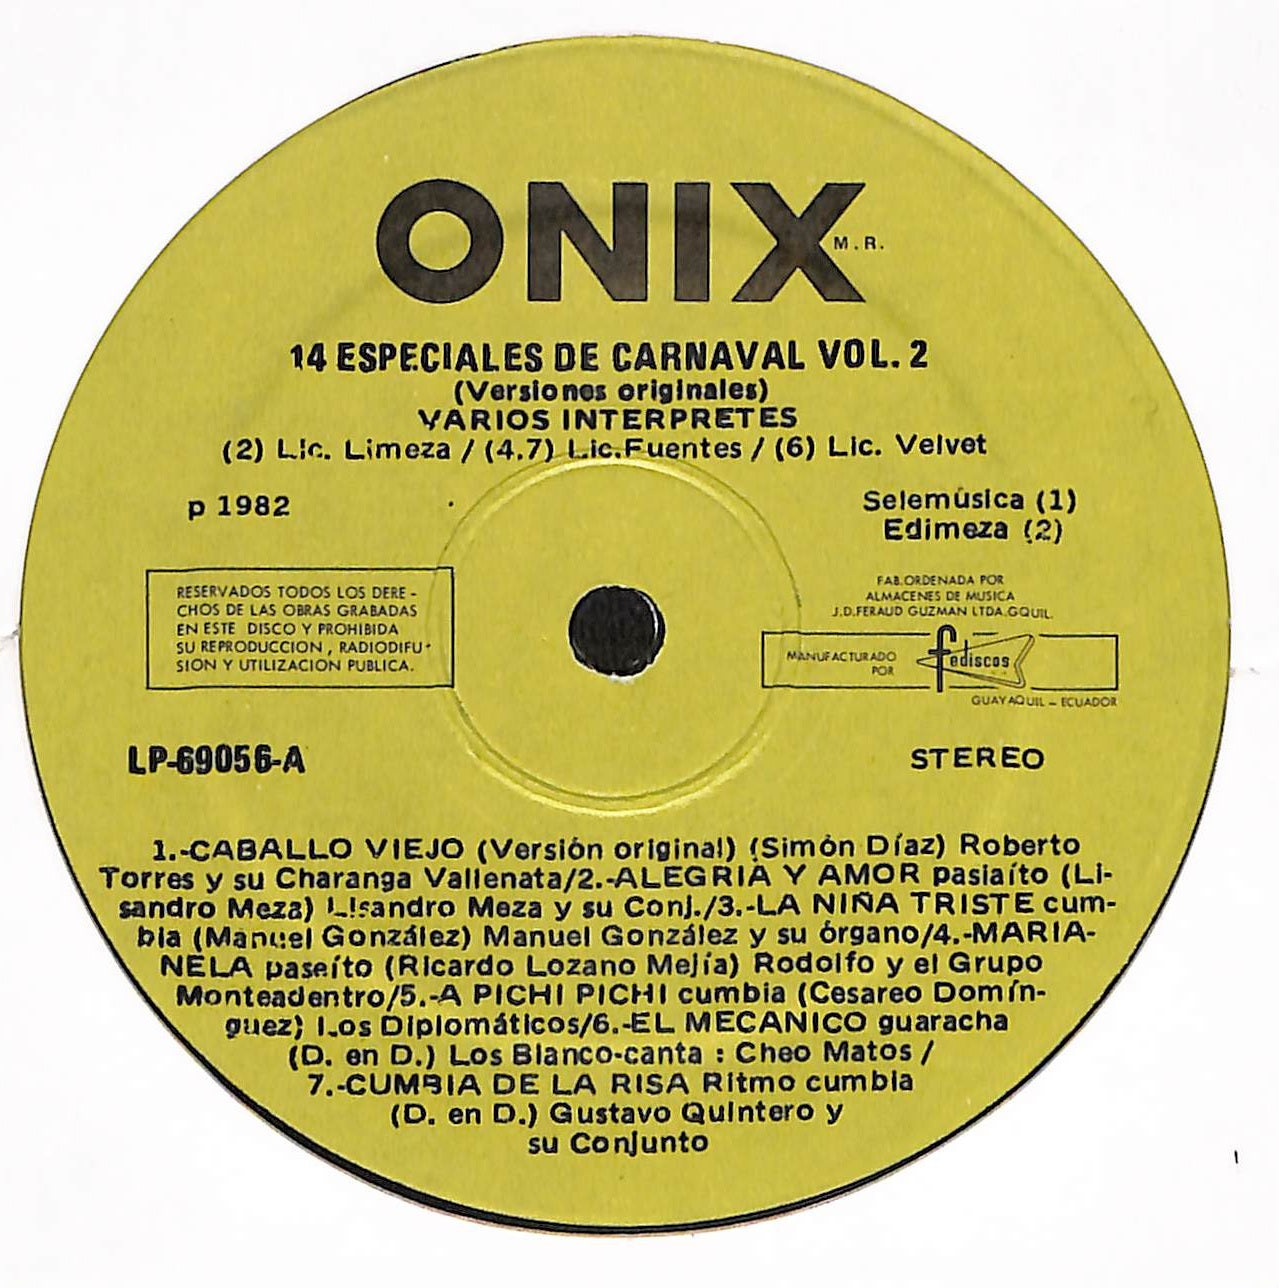 ONIX
M.R.
14 ESPECIALES DE CARNAVAL VOL. 2
(Versiones originales)
VARIOS INTERPRETES
(2) Lic. Limeza / (4.7) Lic.Fuentes / (6) Lic. Velvet
p 1982
Selemúsica (1)
Edimeza (2)
RESERVADOS TODOS LOS DERE-
CHOS DE LAS OBRAS GRABADAS
EN ESTE DISCO Y PROHIBIDA
SU REPRODUCCION, RADIODIFU-
SION Y UTILIZACION PUBLICA.
FAB.ORDENADA POR
ALMACENES DE MUSICA
J.D.FERAUD GUZMAN LTDA.GQUIL.
MANUFACTURADO
POR
fediscos
GUAYAQUIL - ECUADOR
LP-69056-A
STEREO
1.-CABALLO VIEJO (Versión original) (Simón Díaz) Roberto
Torres y su Charanga Vallenata/2.-ALEGRIA Y AMOR pasiaíto (Li-
sandro Meza) Lisandro Meza y su Conj./3.-LA NIÑA TRISTE cum-
bia (Manuel González) Manuel González y su órgano/4.-MARIA-
NELA paseíto (Ricardo Lozano Mejía) Rodolfo y el Grupo
Monteadentro/5.-A PICHI PICHI cumbia (Cesareo Domín-
guez) Los Diplomáticos/6.-EL MECANICO guaracha
(D. en D.) Los Blanco-canta : Cheo Matos /
7.-CUMBIA DE LA RISA Ritmo cumbia
(D. en D.) Gustavo Quintero y
su Conjunto